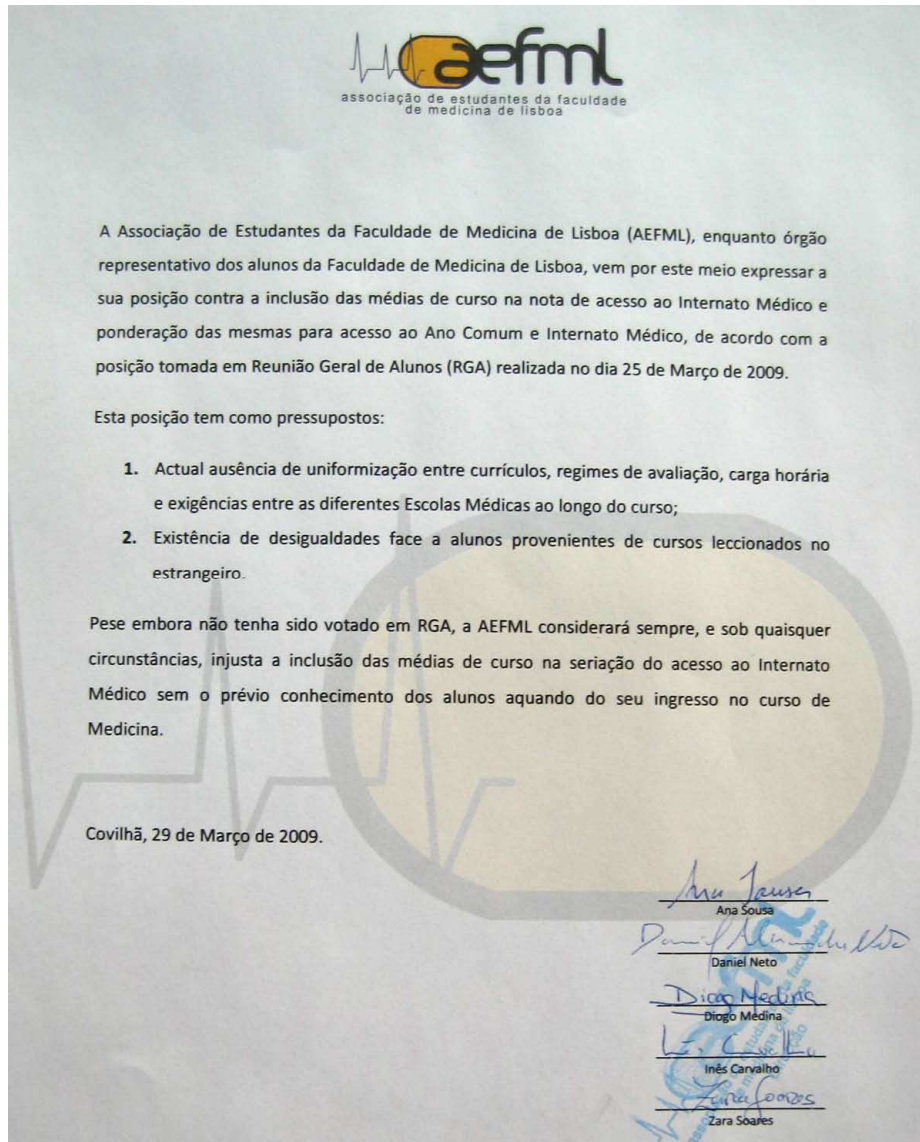 aefml
associação de estudantes da faculdade
de medicina de lisboa
A Associação de Estudantes da Faculdade de Medicina de Lisboa (AEFML), enquanto órgão
representativo dos alunos da Faculdade de Medicina de Lisboa, vem por este meio expressar a
sua posição contra a inclusão das médias de curso na nota de acesso ao Internato Médico e
ponderação das mesmas para acesso ao Ano Comum e Internato Médico, de acordo com a
posição tomada em Reunião Geral de Alunos (RGA) realizada no dia 25 de Março de 2009.
Esta posição tem como pressupostos:
1. Actual ausência de uniformização entre currículos, regimes de avaliação, carga horária
e exigências entre as diferentes Escolas Médicas ao longo do curso;
2. Existência de desigualdades face a alunos provenientes de cursos leccionados no
estrangeiro.
Pese embora não tenha sido votado em RGA, a AEFML considerará sempre, e sob quaisquer
circunstâncias, injusta a inclusão das médias de curso na seriação do acesso ao Internato
Médico sem o prévio conhecimento dos alunos aquando do seu ingresso no curso de
Medicina.
Covilhã, 29 de Março de 2009.
Ana Sousa
Daniel Neto
Diogo Medina
Diogo Medina
Inês Carvalho
Zara Soares
Zara Soares